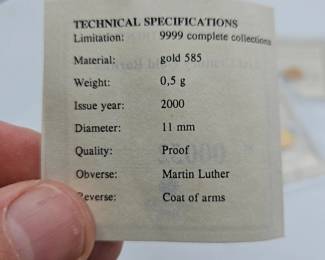 TECHNICAL SPECIFICATIONS
Limitation: 9999 complete collections
Material: gold 585
Weight: 0,5 g
Issue year: 2000
Diameter: 11 mm
Quality: Proof
Obverse: Martin Luther
Reverse: Coat of arms